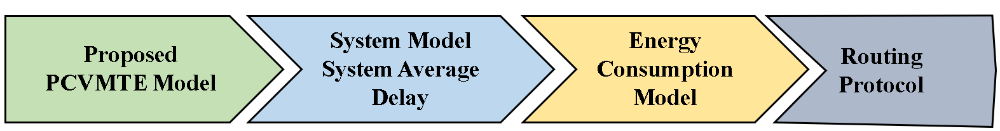 Proposed
PCVMTE Model
System Model
System Average
Delay
Energy
Consumption
Model
Routing
Protocol